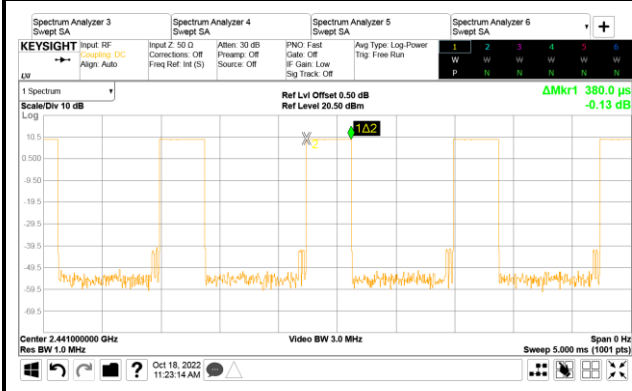 Spectrum Analyzer 3 Spectrum Analyzer 4 Spectrum Analyzer 5 Spectrum Analyzer 6
Swept SA Swept SA Swept SA Swept SA
KEYSIGHT Input: RF Input Z: 50 Ω Atten: 30 dB PNO: Fast Avg Type: Log-Power 1 2 3 4 5 6
Coupling: DC Corrections: Off Preamp: Off Gate: Off Trig: Free Run W W W W W W
Align: Auto Freq Ref: Int (S) Source: Off IF Gain: Low
LXI Sig Track: Off P N N N N N
1 Spectrum Ref Lvl Offset 0.50 dB ΔMkr1 380.0 µs
Scale/Div 10 dB Ref Level 20.50 dBm -0.13 dB
Log
1Δ2
10.5
2
0.500
-9.50
-19.5
-29.5
-39.5
-49.5
-59.5
-69.5
Center 2.441000000 GHz Video BW 3.0 MHz Span 0 Hz
Res BW 1.0 MHz Sweep 5.000 ms (1001 pts)
? Oct 18, 2022
11:23:14 AM